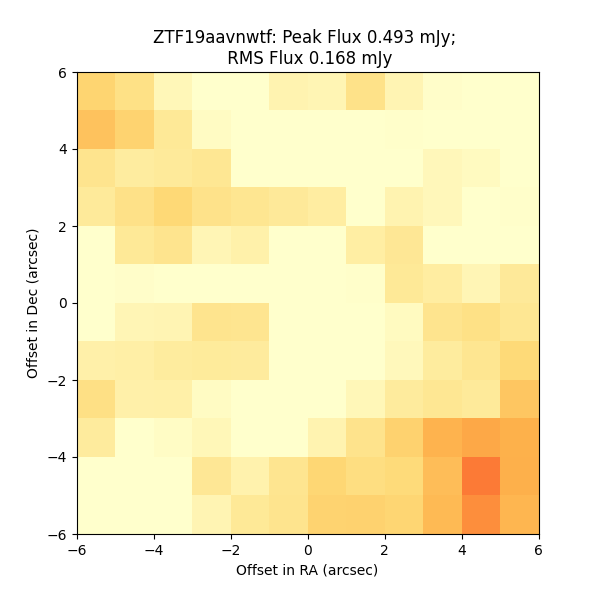 ZTF19aavnwtf: Peak Flux 0.493 mJy;
RMS Flux 0.168 mJy
6
4
2
0
−2
−4
−6
Offset in Dec (arcsec)
−6 −4 −2 0 2 4 6
Offset in RA (arcsec)